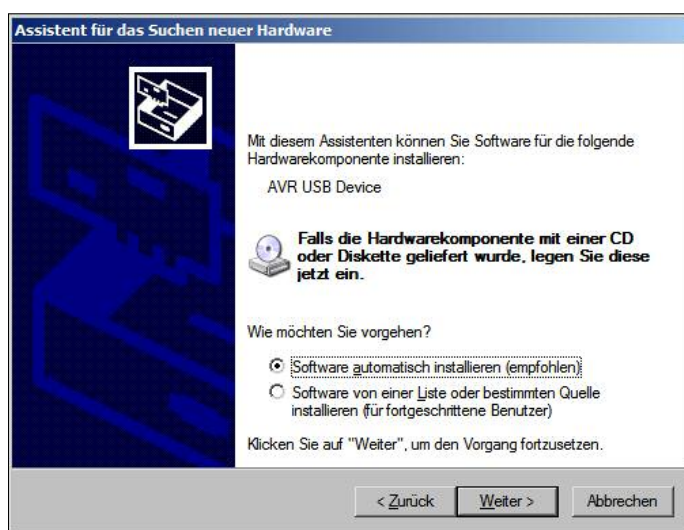 Assistent für das Suchen neuer Hardware
Mit diesem Assistenten können Sie Software für die folgende
Hardwarekomponente installieren:
AVR USB Device
Falls die Hardwarekomponente mit einer CD
oder Diskette geliefert wurde, legen Sie diese
jetzt ein.
Wie möchten Sie vorgehen?
Software automatisch installieren (empfohlen)
Software von einer Liste oder bestimmten Quelle
installieren (für fortgeschrittene Benutzer)
Klicken Sie auf "Weiter", um den Vorgang fortzusetzen.
< Zurück Weiter > Abbrechen